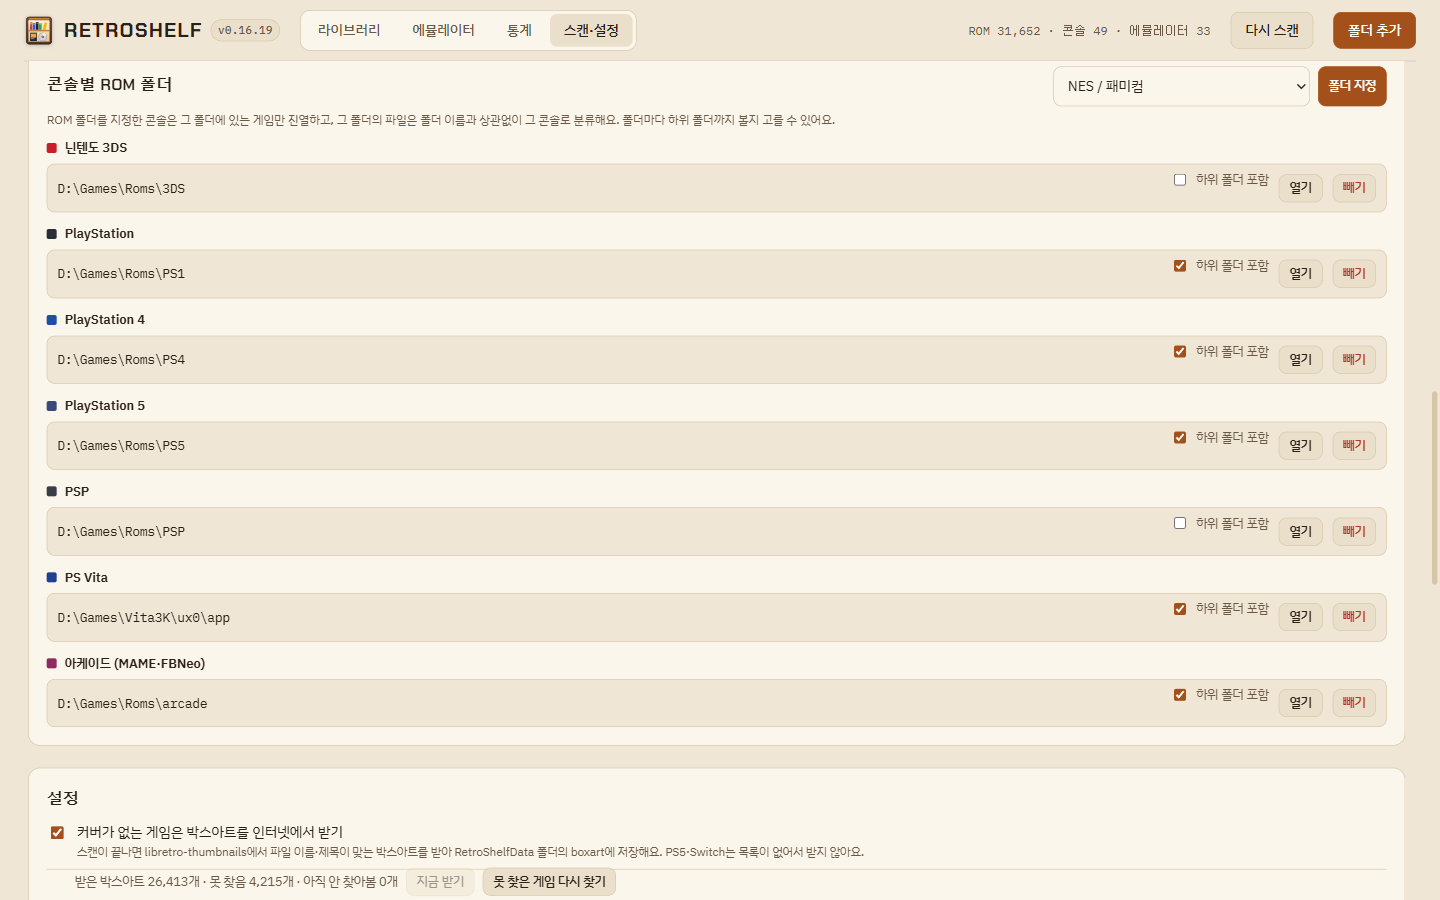 RETROSHELF v0.16.19 라이브러리 에뮬레이터 통계 스캔·설정 ROM 31,652 · 콘솔 49 · 에뮬레이터 33 다시 스캔 폴더 추가
콘솔별 ROM 폴더 NES / 패미컴 폴더 지정
ROM 폴더를 지정한 콘솔은 그 폴더에 있는 게임만 진열하고, 그 폴더의 파일은 폴더 이름과 상관없이 그 콘솔로 분류해요. 폴더마다 하위 폴더까지 볼지 고를 수 있어요.
닌텐도 3DS
D:\Games\Roms\3DS 하위 폴더 포함 열기 빼기
PlayStation
D:\Games\Roms\PS1 하위 폴더 포함 열기 빼기
PlayStation 4
D:\Games\Roms\PS4 하위 폴더 포함 열기 빼기
PlayStation 5
D:\Games\Roms\PS5 하위 폴더 포함 열기 빼기
PSP
D:\Games\Roms\PSP 하위 폴더 포함 열기 빼기
PS Vita
D:\Games\Vita3K\ux0\app 하위 폴더 포함 열기 빼기
아케이드 (MAME·FBNeo)
D:\Games\Roms\arcade 하위 폴더 포함 열기 빼기
설정
커버가 없는 게임은 박스아트를 인터넷에서 받기
스캔이 끝나면 libretro-thumbnails에서 파일 이름·제목이 맞는 박스아트를 받아 RetroShelfData 폴더의 boxart에 저장해요. PS5·Switch는 목록이 없어서 받지 않아요.
받은 박스아트 26,413개 · 못 찾음 4,215개 · 아직 안 찾아봄 0개 지금 받기 못 찾은 게임 다시 찾기